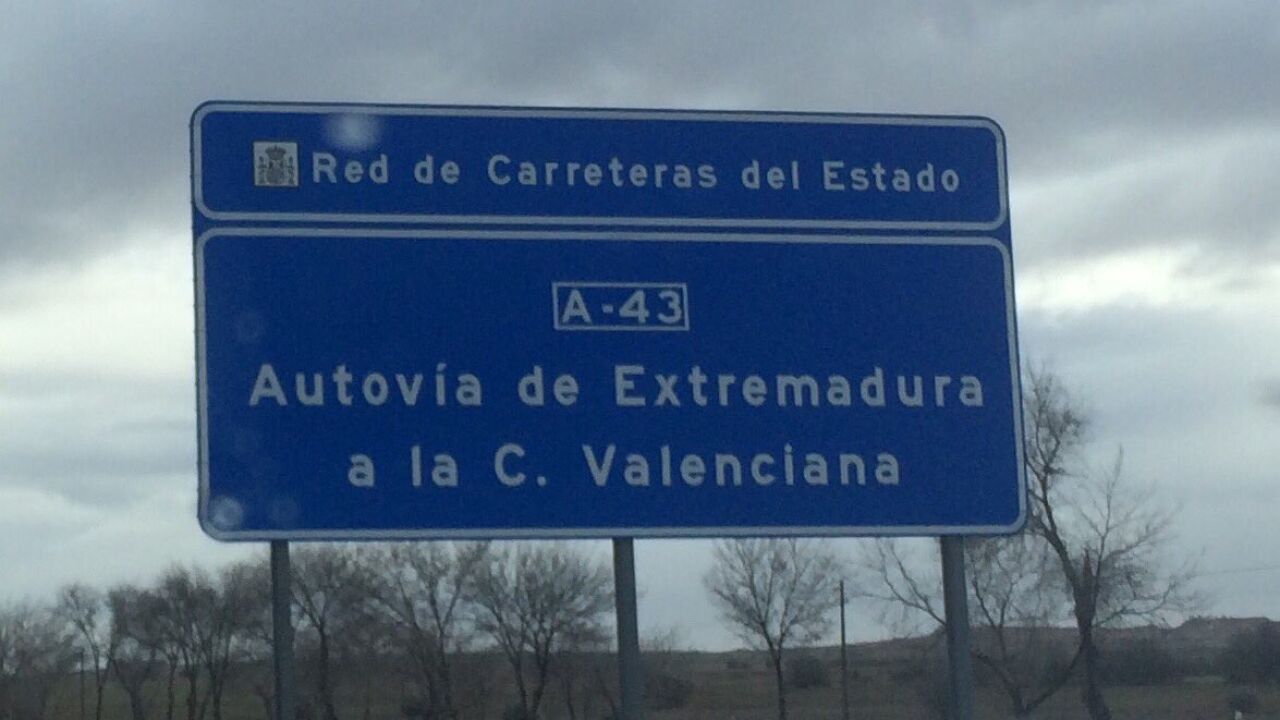 Red de Carreteras del Estado
A-43
Autovía de Extremadura
a la C. Valenciana